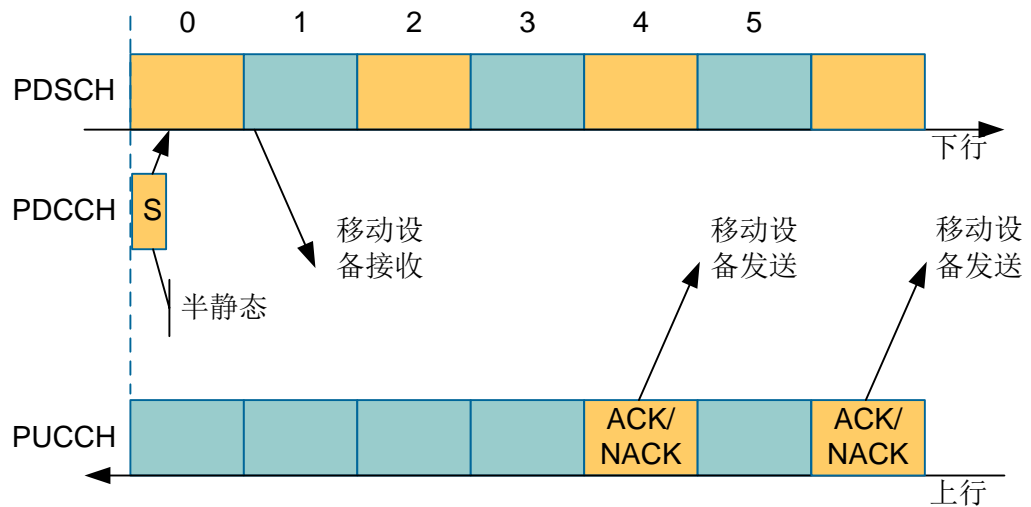 0 1 2 3 4 5
PDSCH
下行
PDCCH
S
移动设
备接收
移动设
备发送
移动设
备发送
半静态
PUCCH
ACK/
NACK
ACK/
NACK
上行